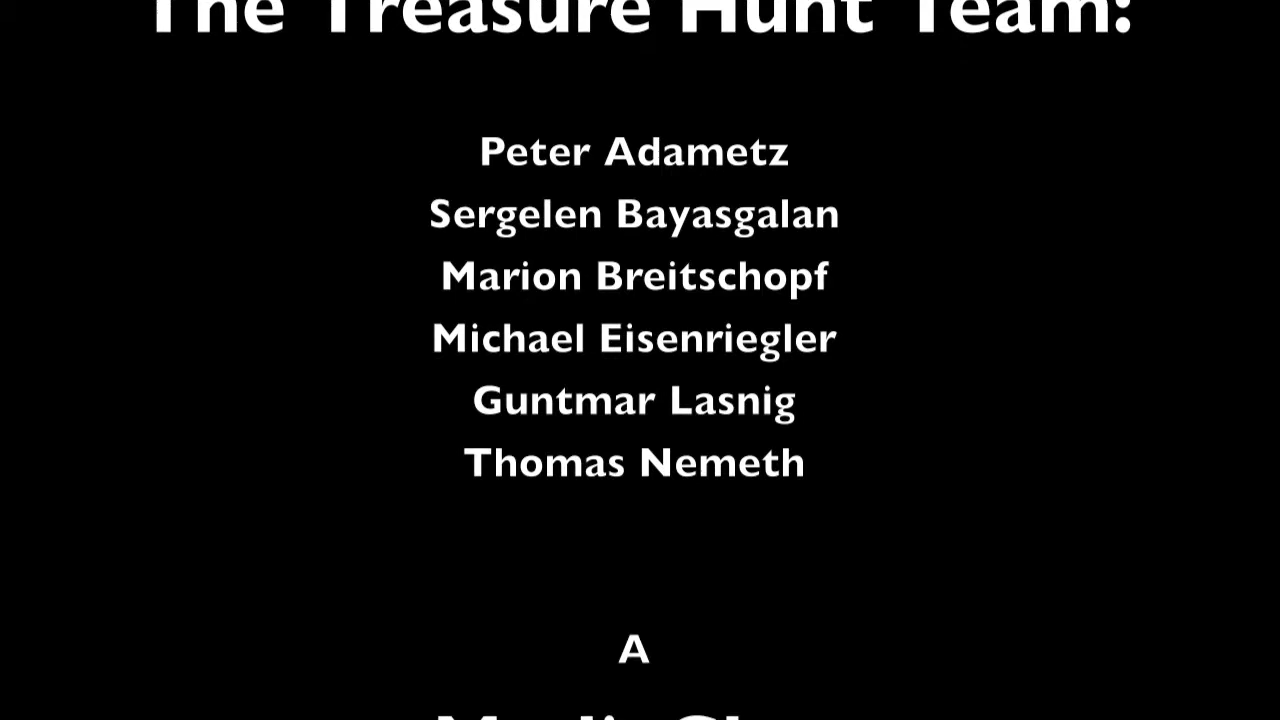 The Treasure Hunt Team:
Peter Adametz
Sergelen Bayasgalan
Marion Breitschopf
Michael Eisenriegler
Guntmar Lasnig
Thomas Nemeth
A